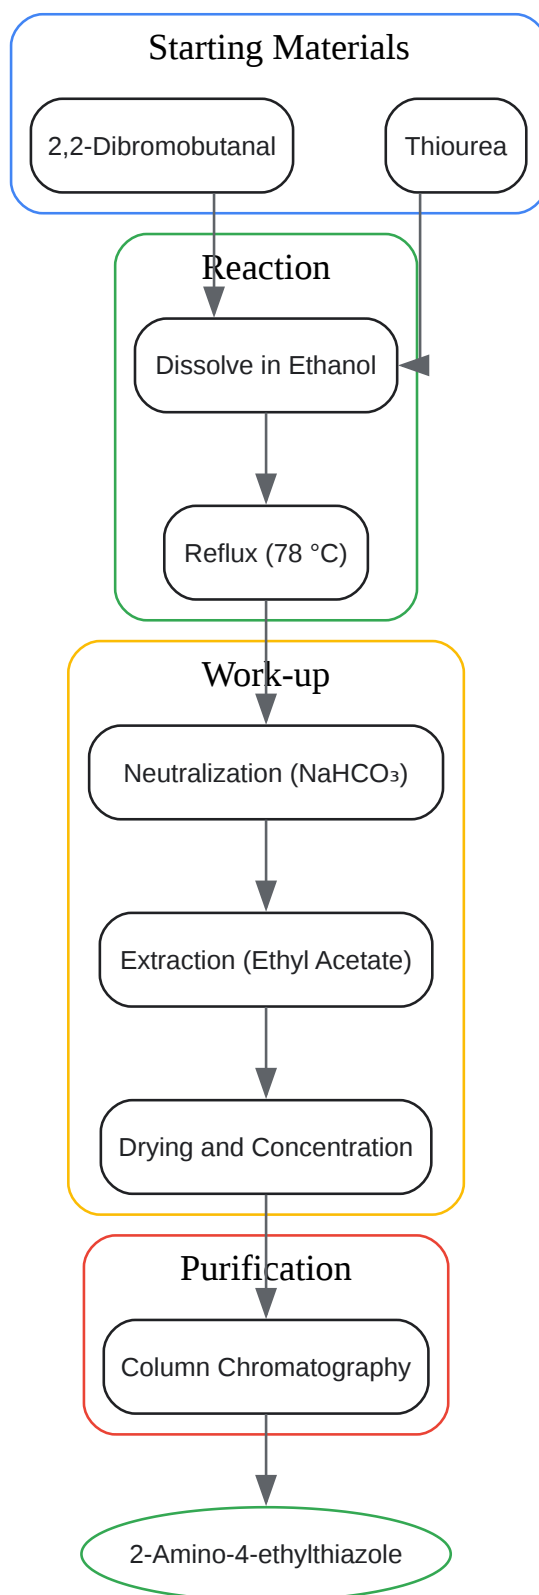 Starting Materials
2,2-Dibromobutanal
Thiourea
Reaction
Dissolve in Ethanol
Reflux (78 °C)
Work-up
Neutralization (NaHCO₃)
Extraction (Ethyl Acetate)
Drying and Concentration
Purification
Column Chromatography
2-Amino-4-ethylthiazole